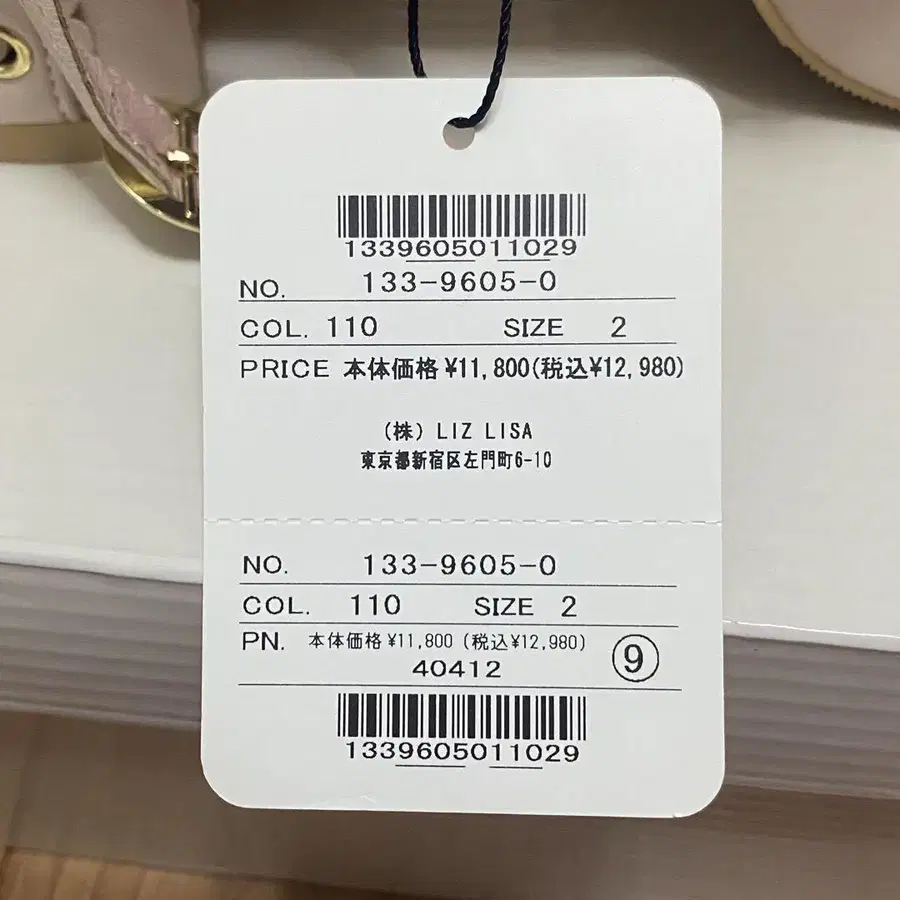 1339605011029
NO. 133-9605-0
COL. 110 SIZE 2
PRICE 本体価格 ¥11,800(税込¥12,980)
(株) LIZ LISA
東京都新宿区左門町6-10
NO. 133-9605-0
COL. 110 SIZE 2
PN. 本体価格 ¥11,800 (税込¥12,980)
40412 ⑨
1339605011029